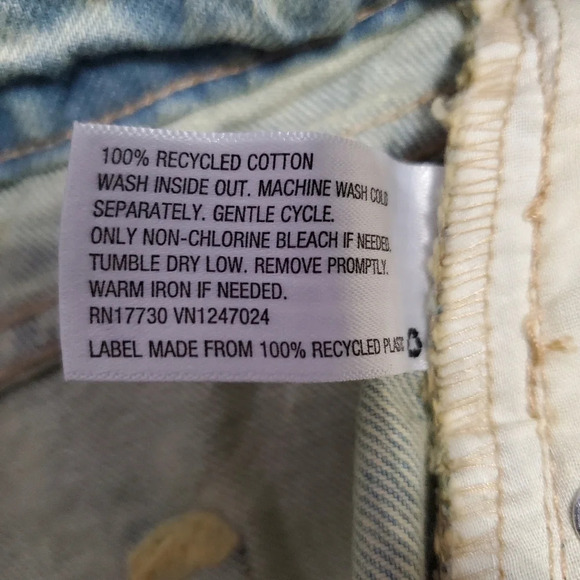 100% RECYCLED COTTON
WASH INSIDE OUT. MACHINE WASH COLD
SEPARATELY. GENTLE CYCLE.
ONLY NON-CHLORINE BLEACH IF NEEDED.
TUMBLE DRY LOW. REMOVE PROMPTLY.
WARM IRON IF NEEDED.
RN17730 VN1247024
LABEL MADE FROM 100% RECYCLED PLASTIC